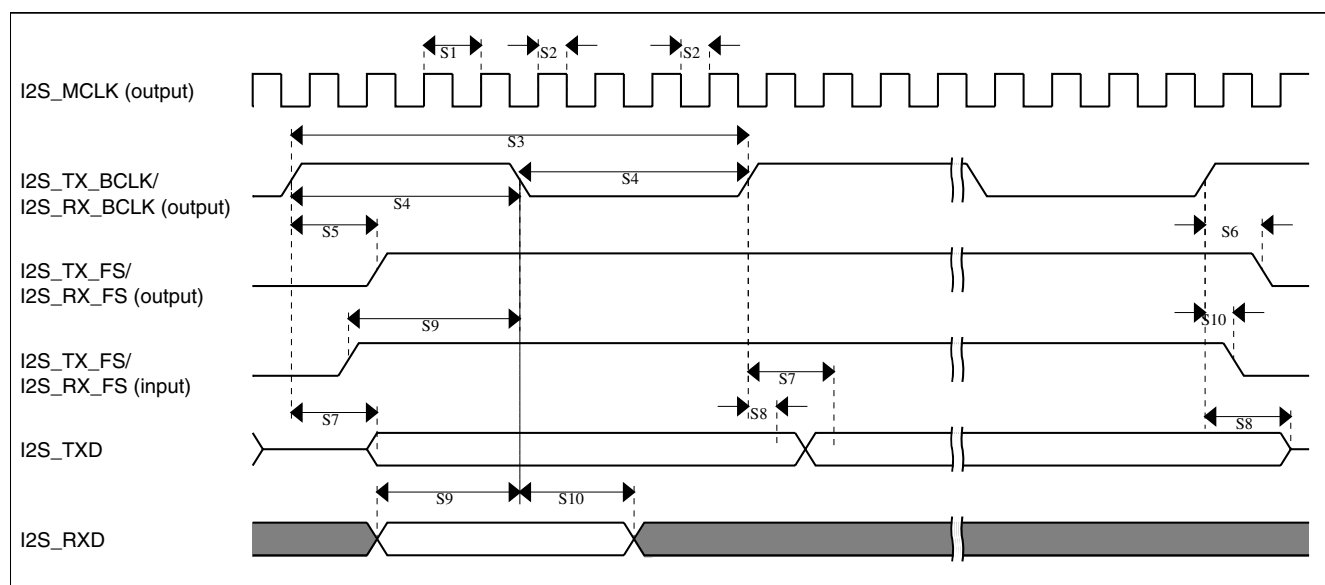 S1
S2
S2
I2S_MCLK (output)
S3
I2S_TX_BCLK/
I2S_RX_BCLK (output)
S4
S4
S5
S6
I2S_TX_FS/
I2S_RX_FS (output)
S9
S10
I2S_TX_FS/
I2S_RX_FS (input)
S7
S7
S8
S8
I2S_TXD
S9
S10
I2S_RXD